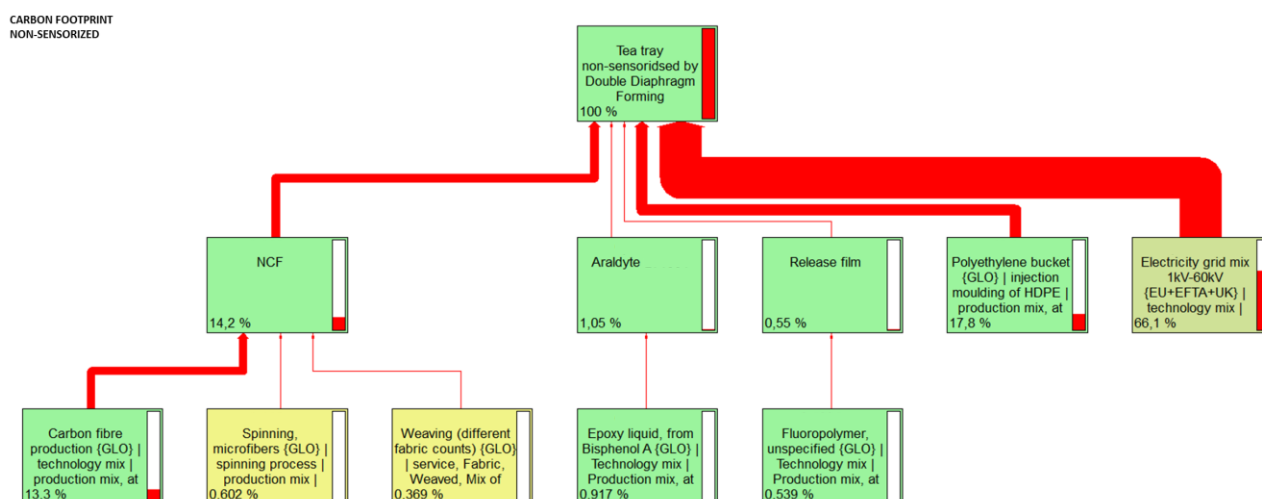 CARBON FOOTPRINT
NON-SENSORIZED
Tea tray
non-sensoridsed by
Double Diaphragm
Forming
100 %
NCF
14,2 %
Araldyte
1,05 %
Release film
0,55 %
Polyethylene bucket
{GLO} | injection
moulding of HDPE |
production mix, at
17,8 %
Electricity grid mix
1kV-60kV
{EU+EFTA+UK} |
technology mix |
66,1 %
Carbon fibre
production {GLO} |
technology mix |
production mix, at
13,3 %
Spinning,
microfibers {GLO} |
spinning process |
production mix |
0,602 %
Weaving (different
fabric counts) {GLO}
| service, Fabric,
Weaved, Mix of
0,369 %
Epoxy liquid, from
Bisphenol A {GLO} |
Technology mix |
Production mix, at
0,917 %
Fluoropolymer,
unspecified {GLO} |
Technology mix |
Production mix, at
0,539 %